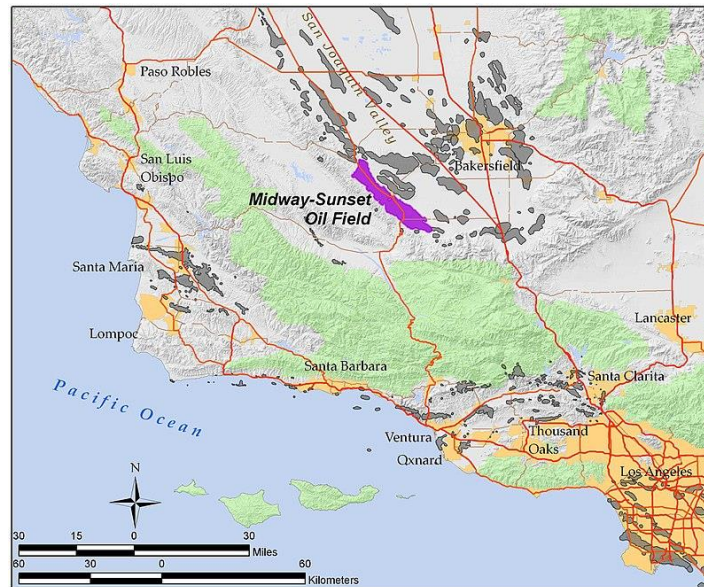 San Joaquin Valley
Paso Robles
Bakersfield
San Luis
Obispo
Midway-Sunset
Oil Field
Santa Maria
Lompoc
Lancaster
Santa Barbara
Santa Clarita
Pacific Ocean
Ventura
Oxnard
Thousand
Oaks
Los Angeles
N
30 15 0 30
Miles
60 30 0 60
Kilometers